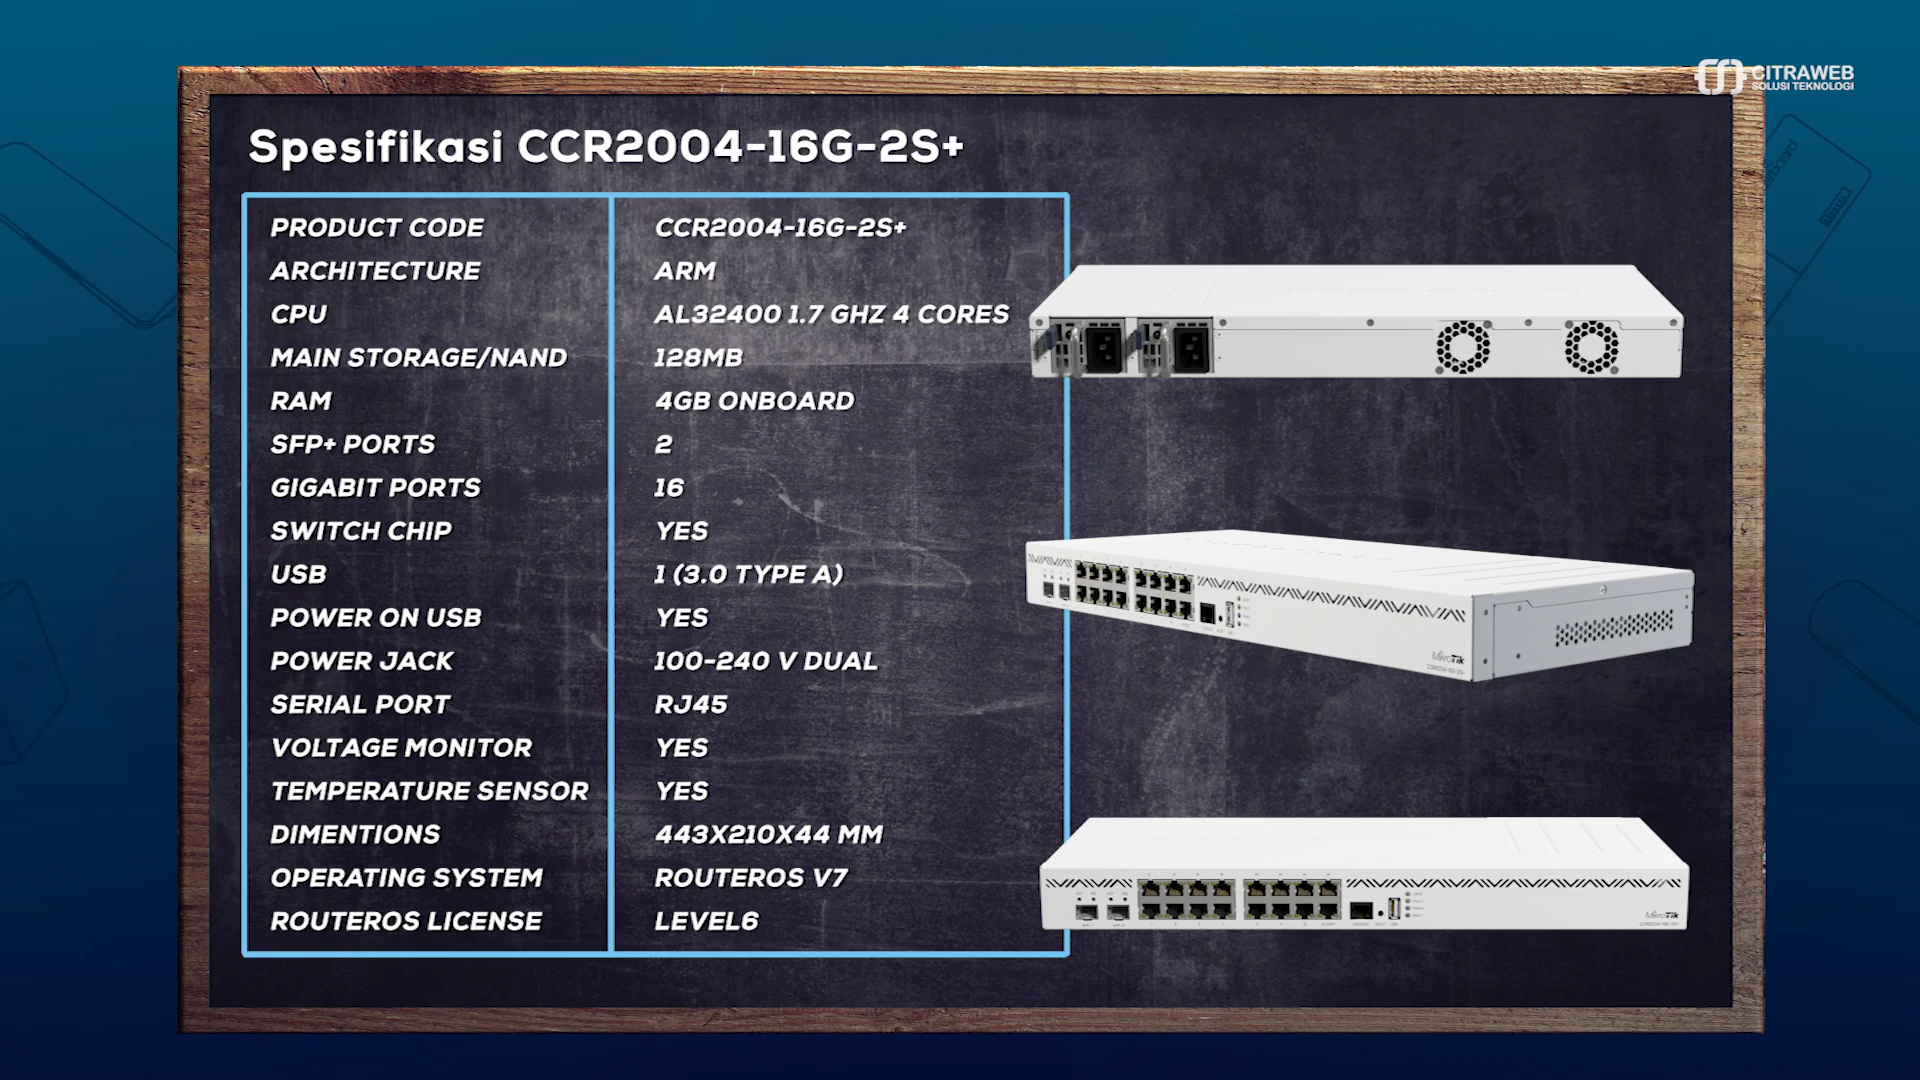 CITRAWEB
SOLUSI TEKNOLOGI
Spesifikasi CCR2004-16G-2S+
PRODUCT CODE CCR2004-16G-2S+
ARCHITECTURE ARM
CPU AL32400 1.7 GHZ 4 CORES
MAIN STORAGE/NAND 128MB
RAM 4GB ONBOARD
SFP+ PORTS 2
GIGABIT PORTS 16
SWITCH CHIP YES
USB 1 (3.0 TYPE A)
POWER ON USB YES
POWER JACK 100-240 V DUAL
SERIAL PORT RJ45
VOLTAGE MONITOR YES
TEMPERATURE SENSOR YES
DIMENTIONS 443X210X44 MM
OPERATING SYSTEM ROUTEROS V7
ROUTEROS LICENSE LEVEL6
MikroTik
MikroTik